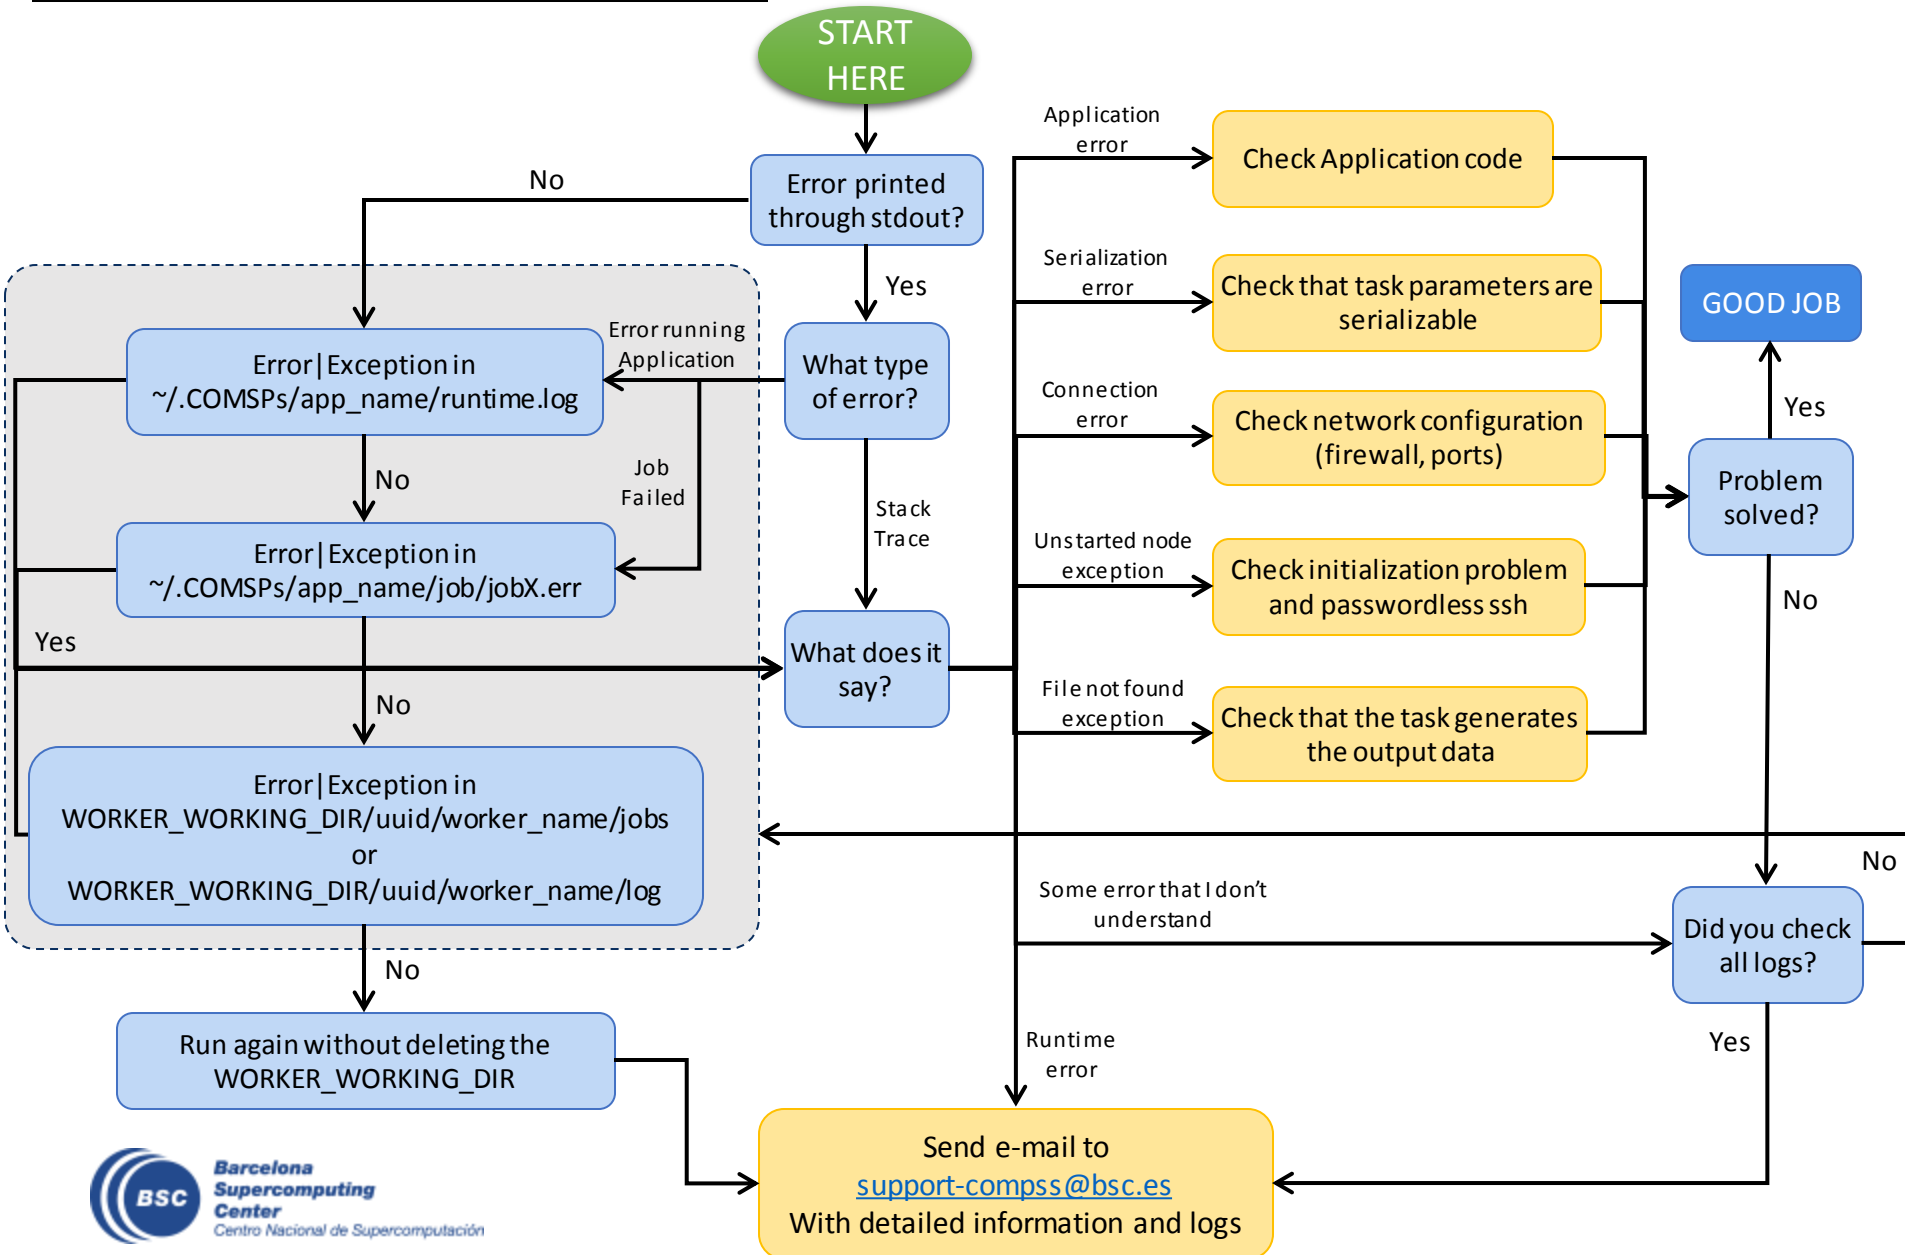 START
HERE
Error printed
through stdout?
No
Yes
Application
error
Check Application code
Serialization
error
Check that task parameters are
serializable
GOOD JOB
Error running
Application
What type
of error?
Error|Exception in
~/.COMSPs/app_name/runtime.log
Connection
error
Check network configuration
(firewall, ports)
Yes
Problem
solved?
No
Job
Failed
Stack
Trace
Error|Exception in
~/.COMSPs/app_name/job/jobX.err
Unstarted node
exception
Check initialization problem
and passwordless ssh
No
Yes
What does it
say?
No
File not found
exception
Check that the task generates
the output data
Error|Exception in
WORKER_WORKING_DIR/uuid/worker_name/jobs
or
WORKER_WORKING_DIR/uuid/worker_name/log
No
Some error that I don't
understand
Did you check
all logs?
No
Run again without deleting the
WORKER_WORKING_DIR
Runtime
error
Yes
Send e-mail to
support-compss@bsc.es
With detailed information and logs
BSC
Barcelona
Supercomputing
Center
Centro Nacional de Supercomputación